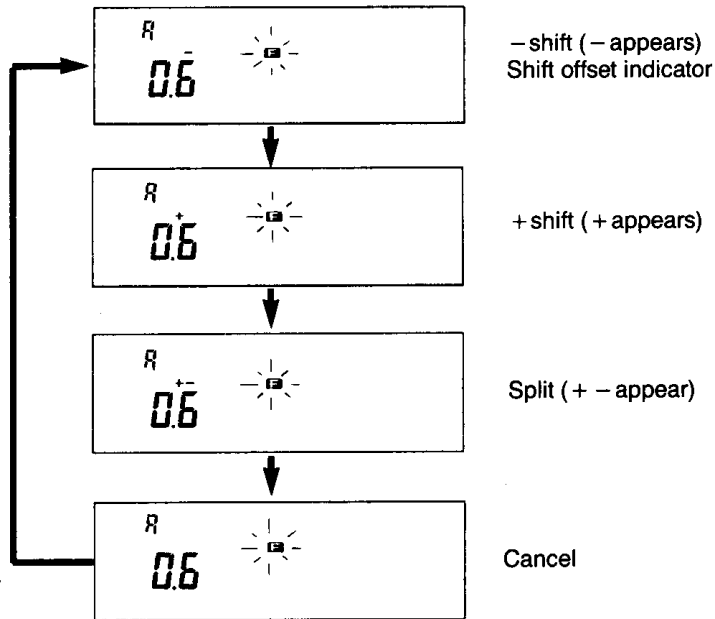 A
F
− shift ( − appears)
0.6
−
Shift offset indicator
A
F
+ shift ( + appears)
+
0.6
A
F
+−
0.6
Split ( + − appear)
A
F
0.6
Cancel